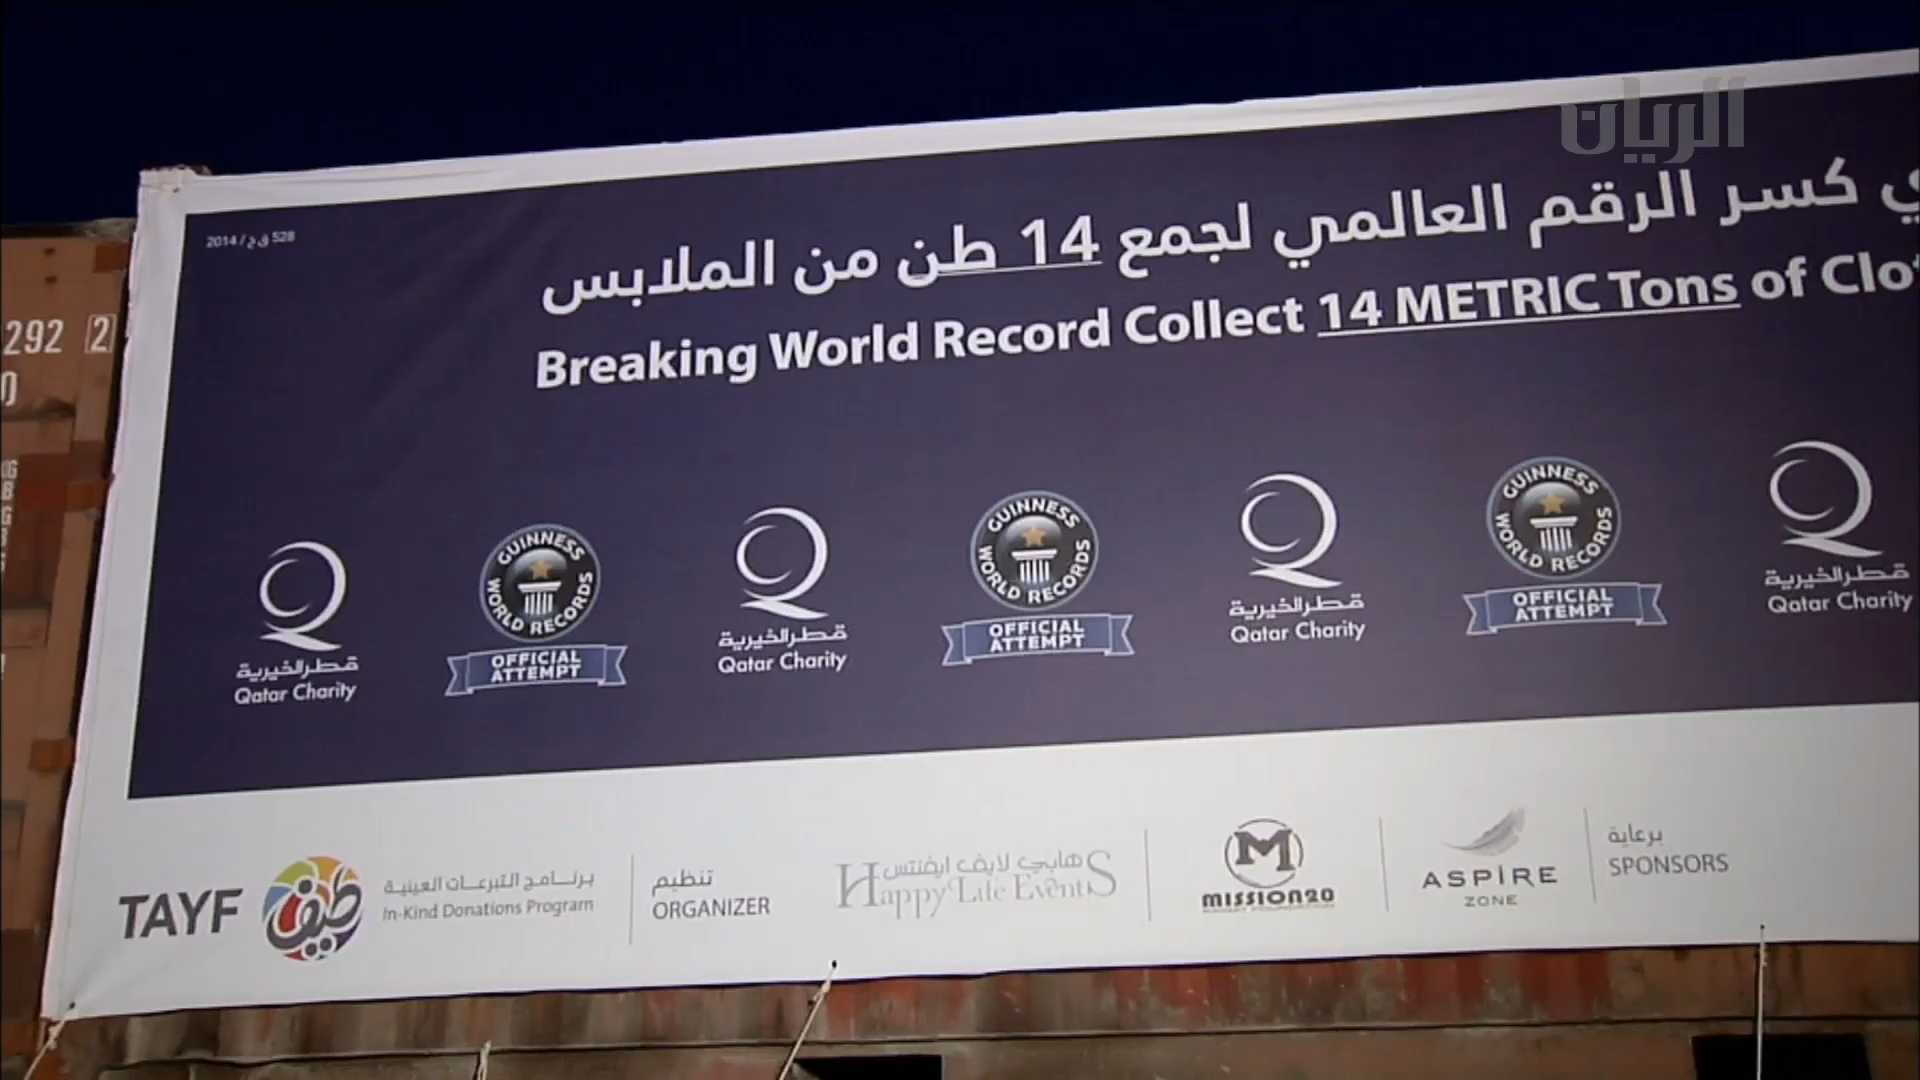 الريان
528 ق خ / 2014
كسر الرقم العالمي لجمع 14 طن من الملابس
Breaking World Record Collect 14 METRIC Tons of
قطر الخيرية
Qatar Charity
GUINNESS WORLD RECORDS
OFFICIAL
ATTEMPT
قطر الخيرية
Qatar Charity
GUINNESS WORLD RECORDS
OFFICIAL
ATTEMPT
قطر الخيرية
Qatar Charity
GUINNESS WORLD RECORDS
OFFICIAL
ATTEMPT
قطر الخيرية
Qatar Charity
TAYF
طيف
برنامج التبرعات العينية
In-Kind Donations Program
تنظيم
ORGANIZER
هابي لايف ايفنتس
Happy Life Events
M
MISSION20
ASPIRE
ZONE
برعاية
SPONSORS
292 2